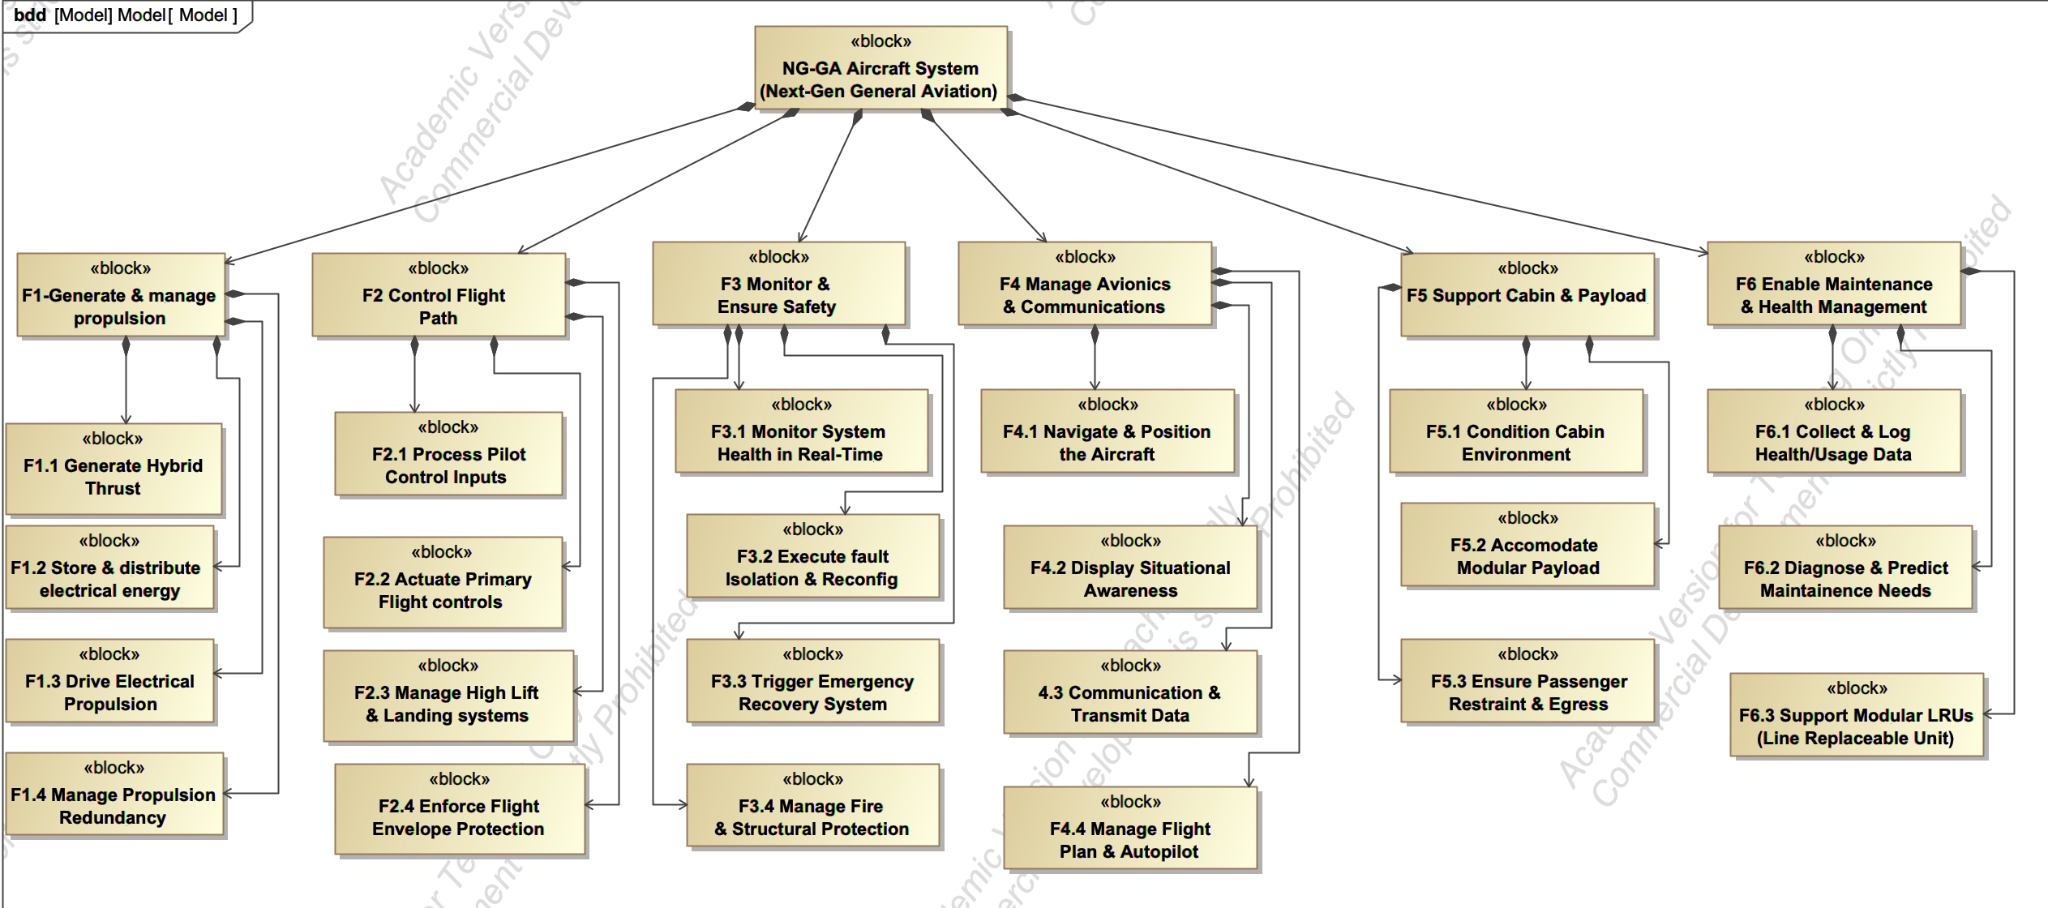 bdd [Model] Model[ Model ]
«block»
NG-GA Aircraft System
(Next-Gen General Aviation)
«block»
F1-Generate & manage
propulsion
«block»
F2 Control Flight
Path
«block»
F3 Monitor &
Ensure Safety
«block»
F4 Manage Avionics
& Communications
«block»
F5 Support Cabin & Payload
«block»
F6 Enable Maintenance
& Health Management
«block»
F1.1 Generate Hybrid
Thrust
«block»
F1.2 Store & distribute
electrical energy
«block»
F1.3 Drive Electrical
Propulsion
«block»
F1.4 Manage Propulsion
Redundancy
«block»
F2.1 Process Pilot
Control Inputs
«block»
F2.2 Actuate Primary
Flight controls
«block»
F2.3 Manage High Lift
& Landing systems
«block»
F2.4 Enforce Flight
Envelope Protection
«block»
F3.1 Monitor System
Health in Real-Time
«block»
F3.2 Execute fault
Isolation & Reconfig
«block»
F3.3 Trigger Emergency
Recovery System
«block»
F3.4 Manage Fire
& Structural Protection
«block»
F4.1 Navigate & Position
the Aircraft
«block»
F4.2 Display Situational
Awareness
«block»
4.3 Communication &
Transmit Data
«block»
F4.4 Manage Flight
Plan & Autopilot
«block»
F5.1 Condition Cabin
Environment
«block»
F5.2 Accomodate
Modular Payload
«block»
F5.3 Ensure Passenger
Restraint & Egress
«block»
F6.1 Collect & Log
Health/Usage Data
«block»
F6.2 Diagnose & Predict
Maintainence Needs
«block»
F6.3 Support Modular LRUs
(Line Replaceable Unit)
Academic Versi
Commercial Deve